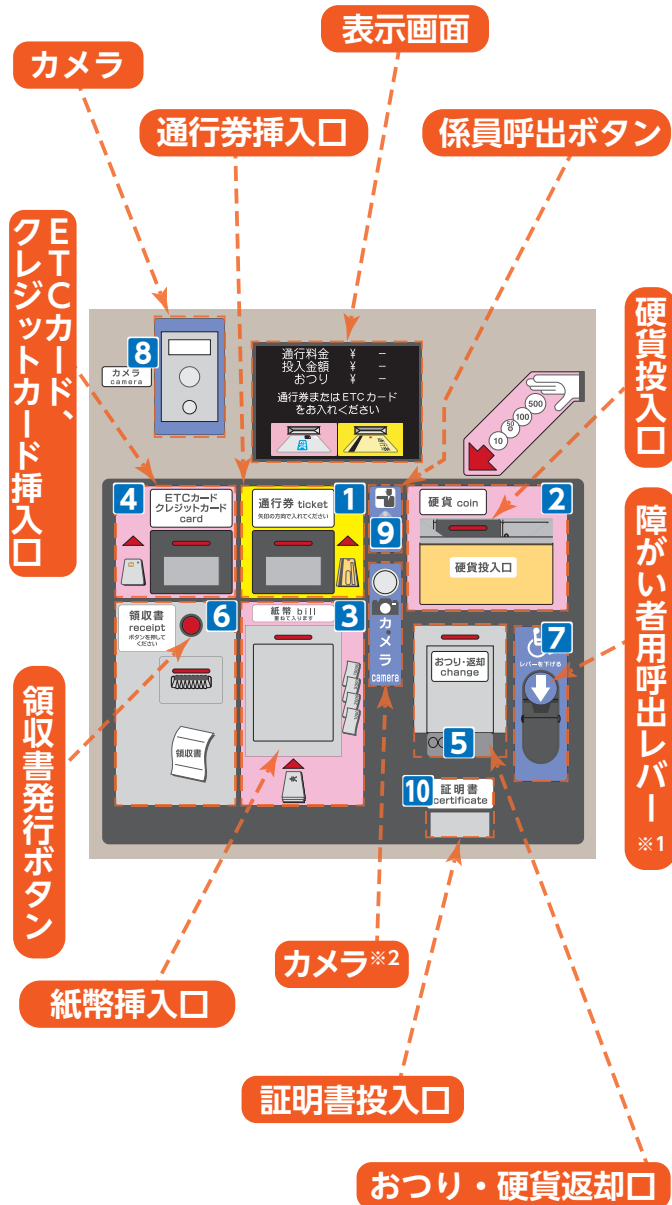 表示画面
カメラ
通行券挿入口
係員呼出ボタン
ETCカード、
クレジットカード挿入口
硬貨投入口
障がい者用呼出レバー※1
8
カメラ
camera
通行料金 ¥ －
投入金額 ¥ －
おつり ¥ －
通行券またはETCカード
をお入れください
10
50
100
500
4
ETCカード
クレジットカード
card
通行券 ticket
矢印の方向で入れてください
1
9
硬貨 coin
2
硬貨投入口
領収書
receipt
ボタンを押して
ください
6
領収書
紙幣 bill
重ねて入ります
3
カメラ
camera
おつり・返却
change
5
7
レバーを下げる
10
証明書
certificate
領収書発行ボタン
カメラ※2
紙幣挿入口
証明書投入口
おつり・硬貨返却口